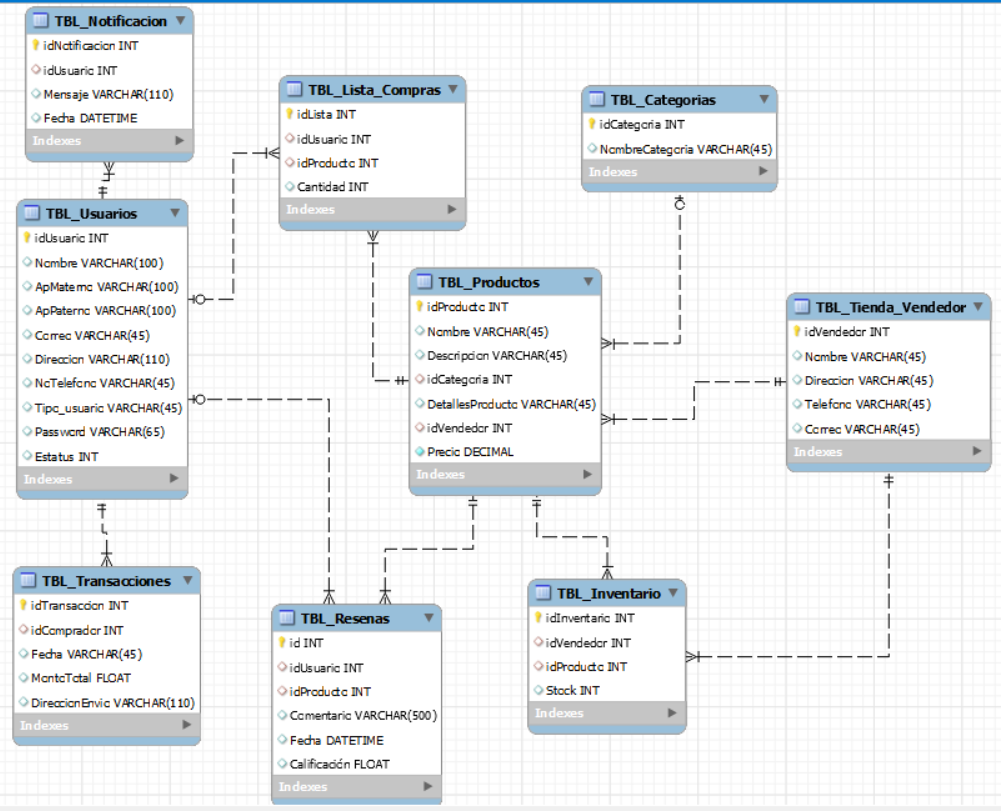 TBL_Notificacion
idNotificacion INT
idUsuario INT
Mensaje VARCHAR(110)
Fecha DATETIME
Indexes
TBL_Usuarios
idUsuario INT
Nombre VARCHAR(100)
ApMaterno VARCHAR(100)
ApPaterno VARCHAR(100)
Correo VARCHAR(45)
Direccion VARCHAR(110)
NoTelefono VARCHAR(45)
Tipo_usuario VARCHAR(45)
Password VARCHAR(65)
Estatus INT
Indexes
TBL_Transacciones
idTransaccion INT
idComprador INT
Fecha VARCHAR(45)
MontoTotal FLOAT
DireccionEnvio VARCHAR(110)
Indexes
TBL_Lista_Compras
idLista INT
idUsuario INT
idProducto INT
Cantidad INT
Indexes
TBL_Resenas
id INT
idUsuario INT
idProducto INT
Comentario VARCHAR(500)
Fecha DATETIME
Calificación FLOAT
Indexes
TBL_Productos
idProducto INT
Nombre VARCHAR(45)
Descripcion VARCHAR(45)
idCategoria INT
DetallesProducto VARCHAR(45)
idVendedor INT
Precio DECIMAL
Indexes
TBL_Categorias
idCategoria INT
NombreCategoria VARCHAR(45)
Indexes
TBL_Inventario
idInventario INT
idVendedor INT
idProducto INT
Stock INT
Indexes
TBL_Tienda_Vendedor
idVendedor INT
Nombre VARCHAR(45)
Direccion VARCHAR(45)
Telefono VARCHAR(45)
Correo VARCHAR(45)
Indexes